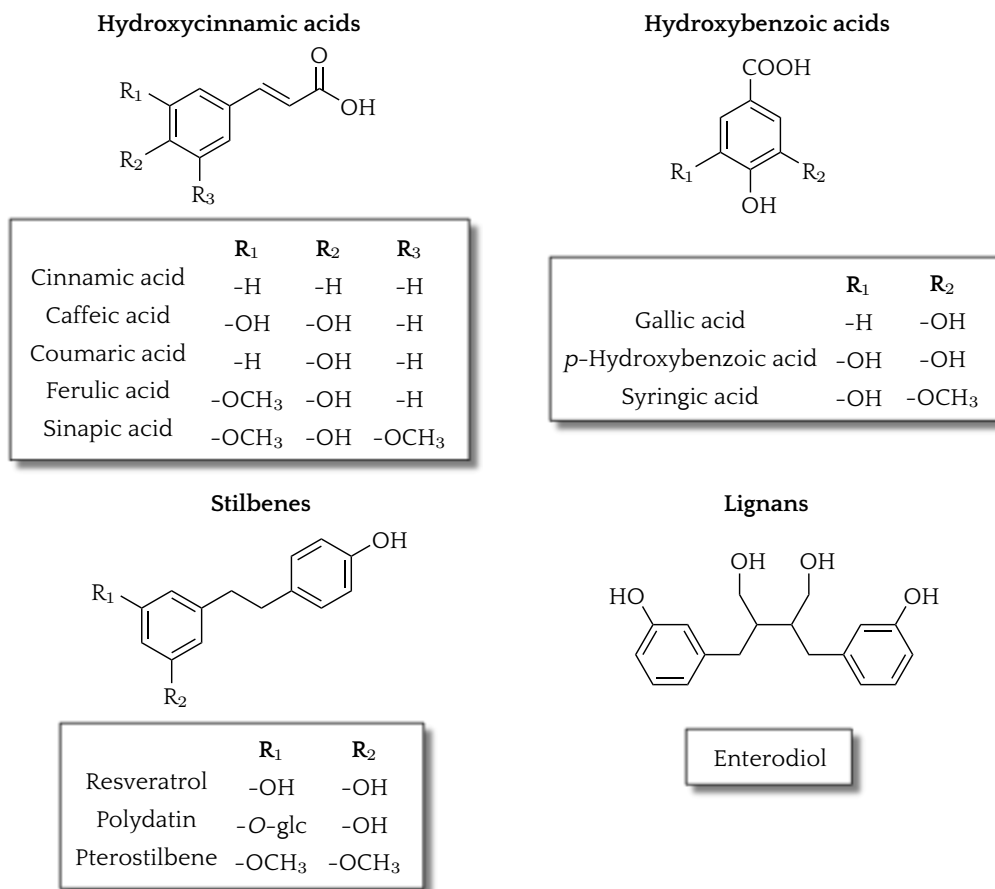 Hydroxycinnamic acids
R₁
R₂
R₃
O
OH
R₁ R₂ R₃
Cinnamic acid -H -H -H
Caffeic acid -OH -OH -H
Coumaric acid -H -OH -H
Ferulic acid -OCH₃ -OH -H
Sinapic acid -OCH₃ -OH -OCH₃
Hydroxybenzoic acids
COOH
R₁
R₂
OH
R₁ R₂
Gallic acid -H -OH
p-Hydroxybenzoic acid -OH -OH
Syringic acid -OH -OCH₃
Stilbenes
OH
R₁
R₂
R₁ R₂
Resveratrol -OH -OH
Polydatin -O-glc -OH
Pterostilbene -OCH₃ -OCH₃
Lignans
OH OH
HO OH
Enterodiol